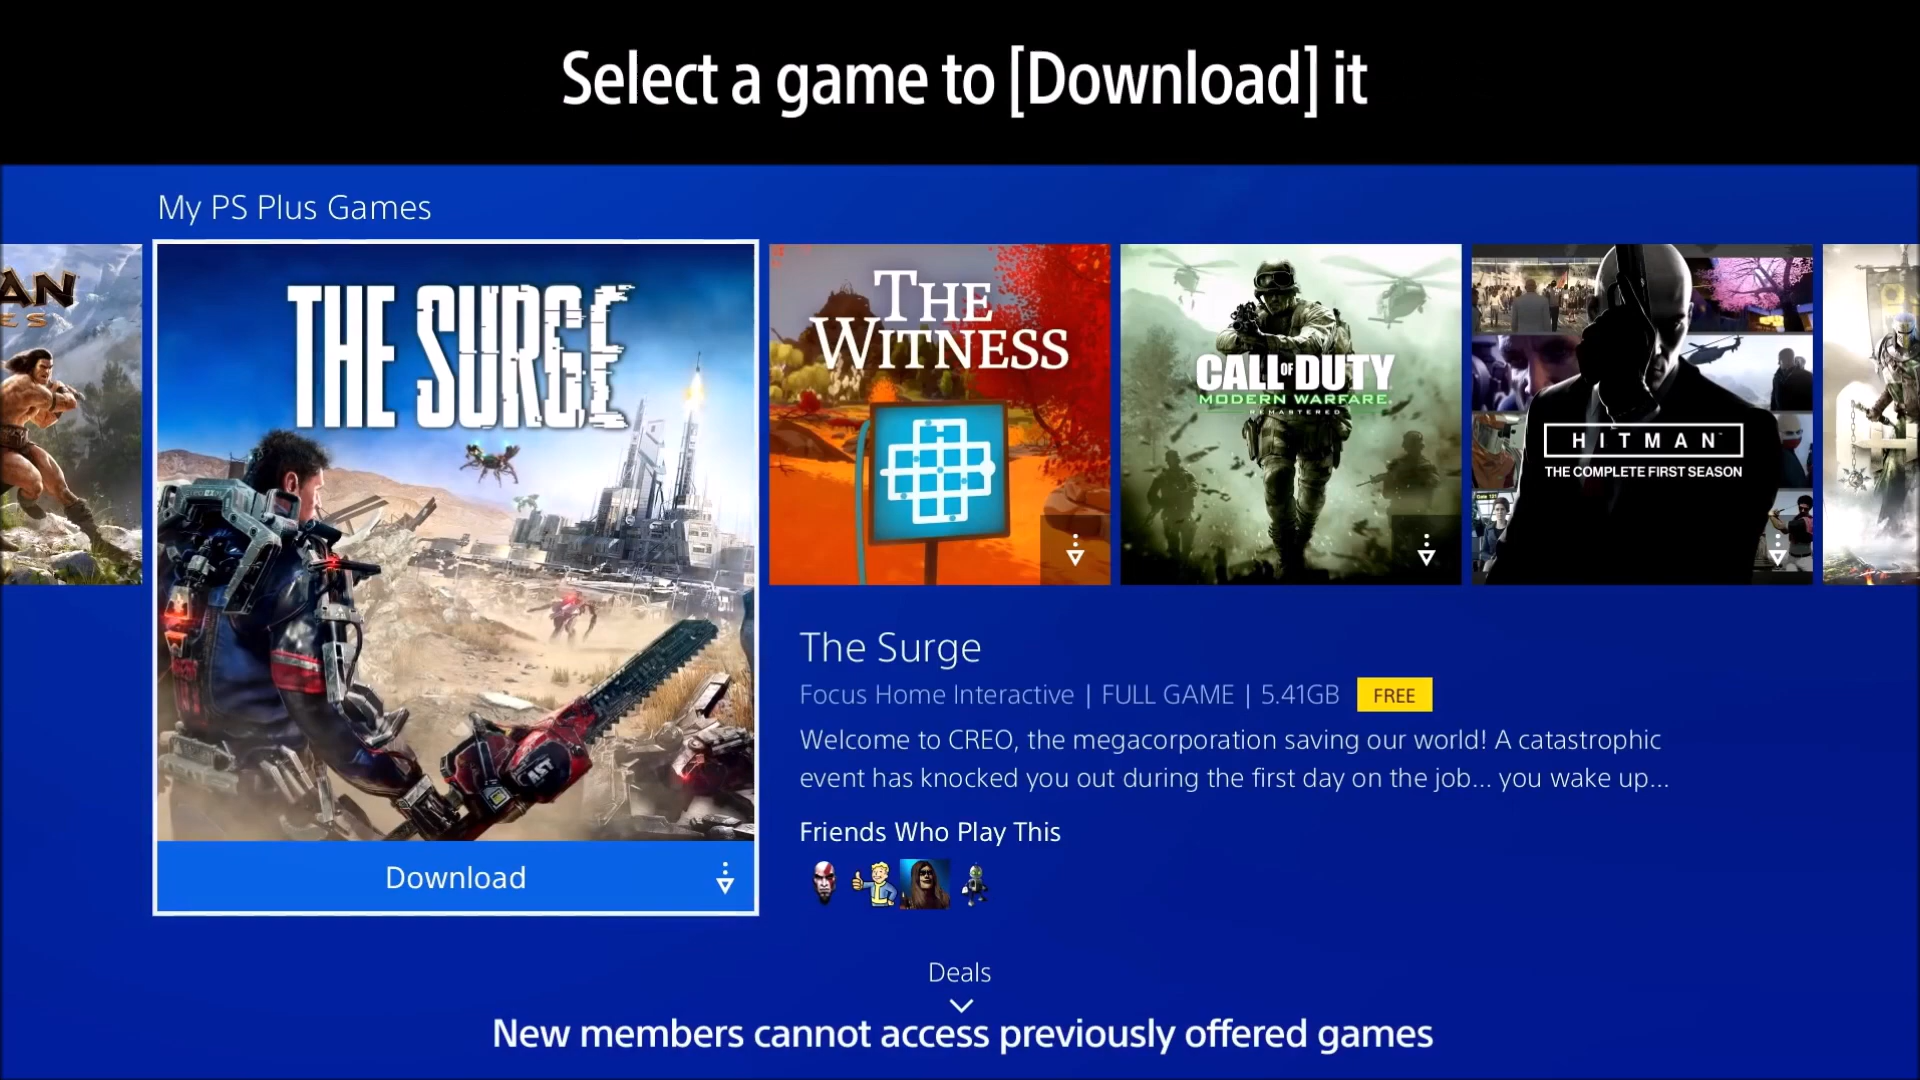 Select a game to [Download] it
My PS Plus Games
AN
ES
THE SURGE
THE
WITNESS
CALL OF DUTY
MODERN WARFARE
REMASTERED
HITMAN™
THE COMPLETE FIRST SEASON
The Surge
Focus Home Interactive | FULL GAME | 5.41GB FREE
Welcome to CREO, the megacorporation saving our world! A catastrophic
event has knocked you out during the first day on the job... you wake up...
Friends Who Play This
Download
Deals
New members cannot access previously offered games